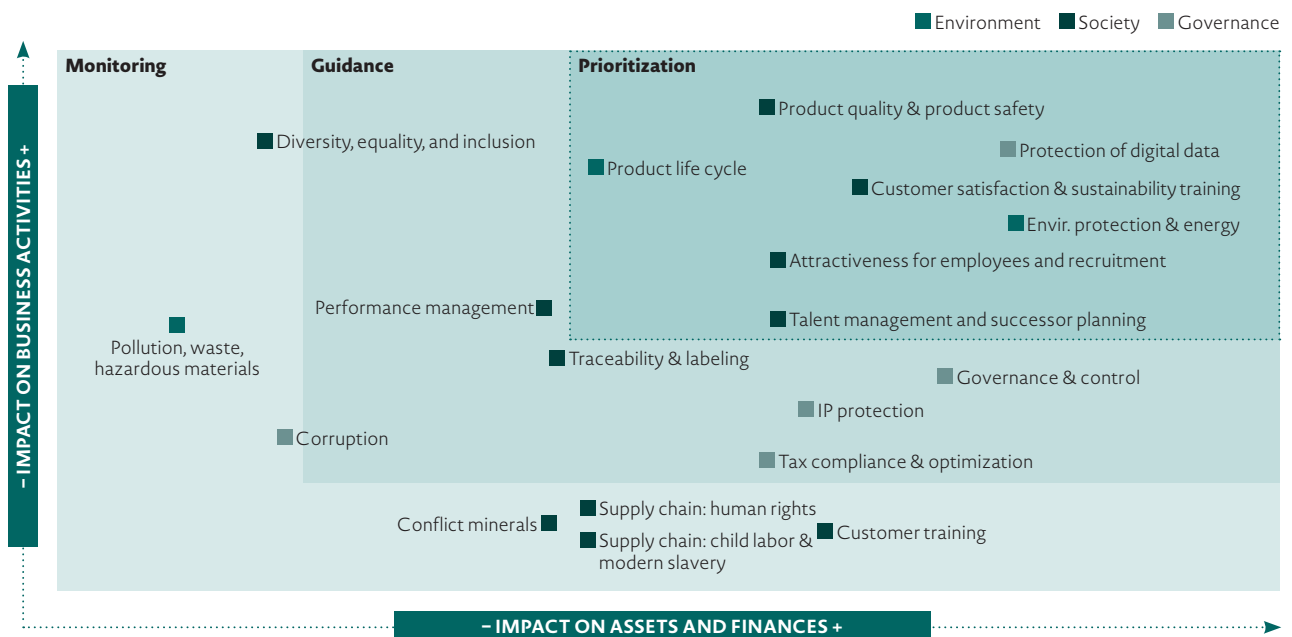 Environment
Society
Governance
Monitoring
Guidance
Prioritization
Product quality & product safety
Diversity, equality, and inclusion
Protection of digital data
Product life cycle
Customer satisfaction & sustainability training
Envir. protection & energy
Attractiveness for employees and recruitment
Performance management
Talent management and successor planning
Pollution, waste,
hazardous materials
Traceability & labeling
Governance & control
IP protection
Corruption
Tax compliance & optimization
Supply chain: human rights
Conflict minerals
Customer training
Supply chain: child labor &
modern slavery
– IMPACT ON BUSINESS ACTIVITIES +
– IMPACT ON ASSETS AND FINANCES +